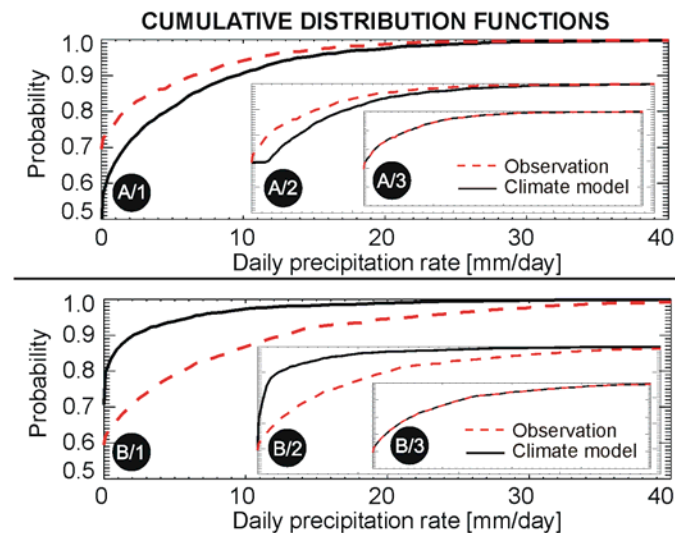 CUMULATIVE DISTRIBUTION FUNCTIONS
Probability
1.0
0.9
0.8
0.7
0.6
0.5
A/1
A/2
A/3
Observation
Climate model
0 10 20 30 40
Daily precipitation rate [mm/day]
Probability
1.0
0.9
0.8
0.7
0.6
0.5
B/1
B/2
B/3
Observation
Climate model
0 10 20 30 40
Daily precipitation rate [mm/day]